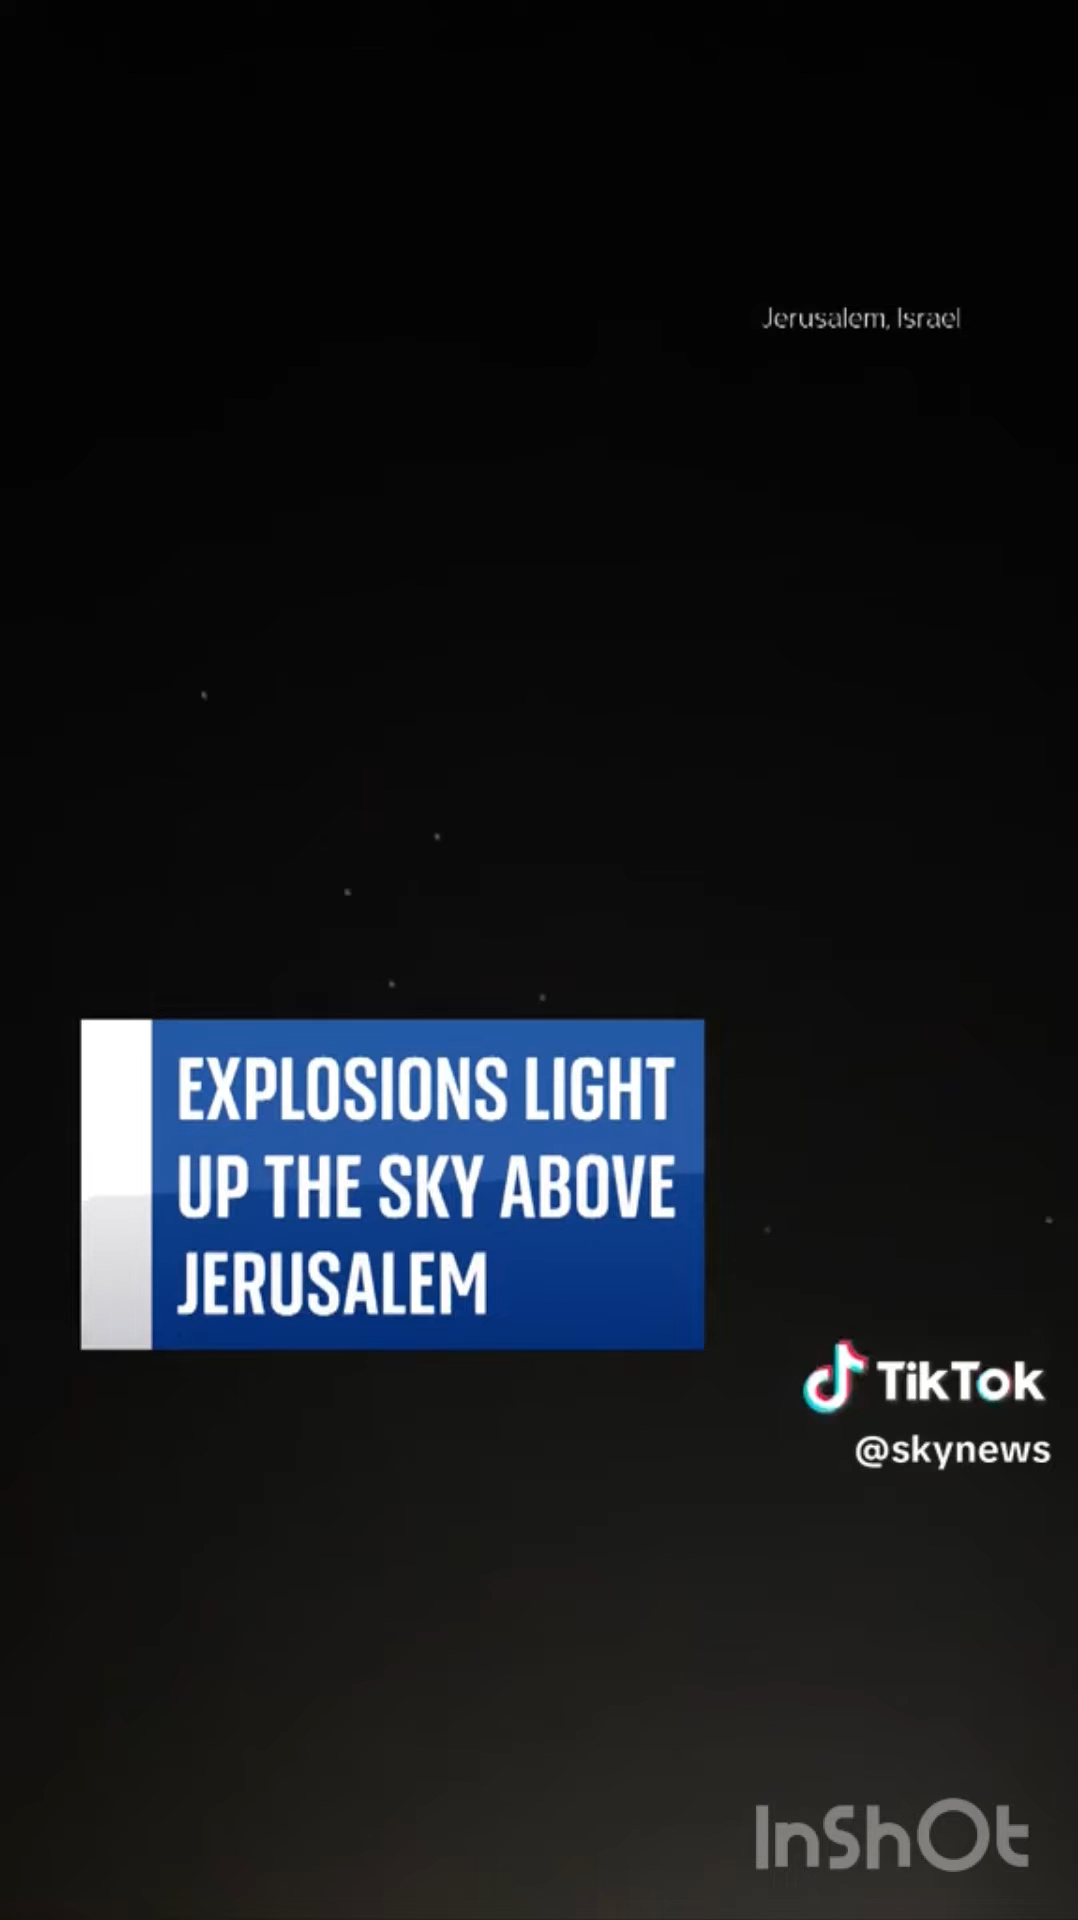 Jerusalem, Israel
EXPLOSIONS LIGHT
UP THE SKY ABOVE
JERUSALEM
TikTok
@skynews
InShOt